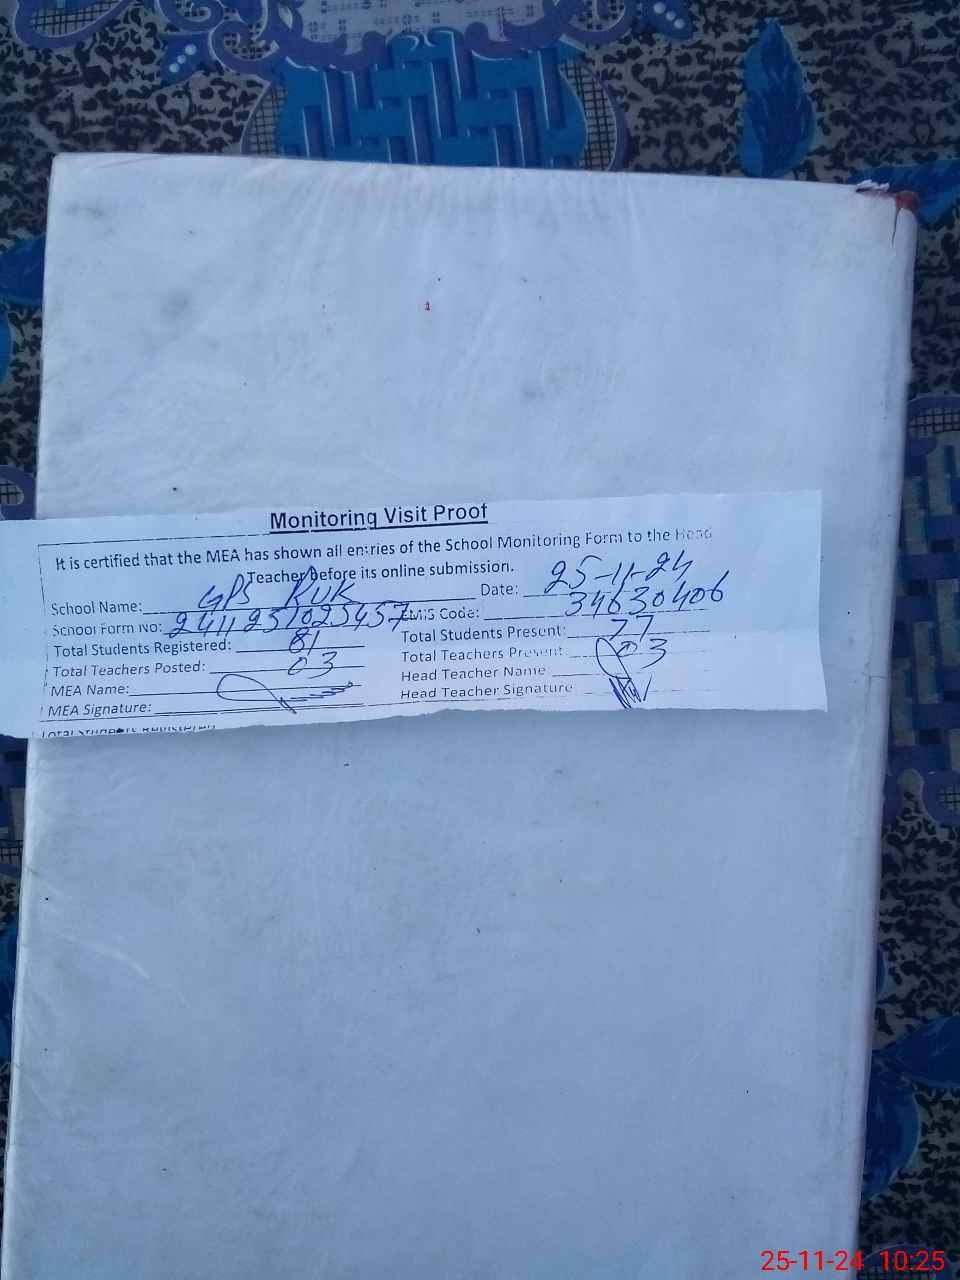 Monitoring Visit Proof
It is certified that the MEA has shown all entries of the School Monitoring Form to the Head
Teacher before its online submission.
School Name: GPS RUK Date: 25-11-24
School Form No: 2411251025457 EMIS Code: 34630406
Total Students Registered: 81 Total Students Present: 77
Total Teachers Posted: 03 Total Teachers Present: 03
MEA Name: Head Teacher Name:
MEA Signature: Head Teacher Signature:
25-11-24 10:25